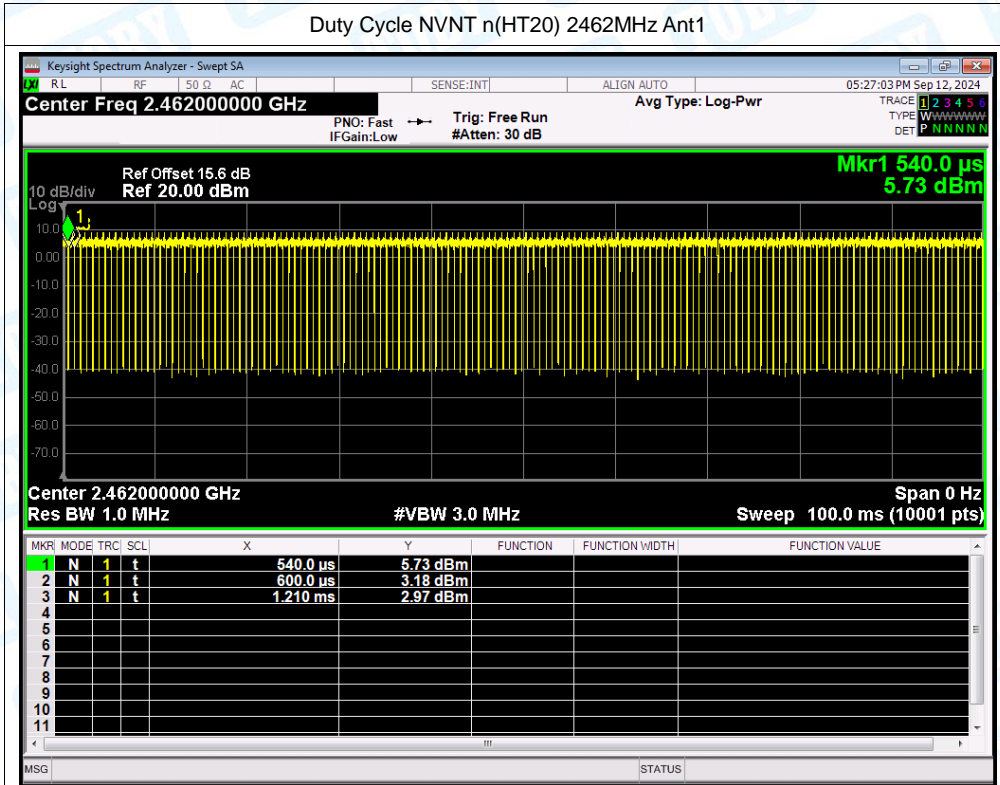 Duty Cycle NVNT n(HT20) 2462MHz Ant1
Keysight Spectrum Analyzer - Swept SA
LXI RL RF 50 Ω AC SENSE:INT ALIGN AUTO 05:27:03 PM Sep 12, 2024
Center Freq 2.462000000 GHz Avg Type: Log-Pwr TRACE 1 2 3 4 5 6
PNO: Fast Trig: Free Run TYPE WWWWWWW
IFGain:Low #Atten: 30 dB DET P N N N N N
Mkr1 540.0 µs
5.73 dBm
Ref Offset 15.6 dB
10 dB/div Ref 20.00 dBm
Log
1
10.0
0.00
-10.0
-20.0
-30.0
-40.0
-50.0
-60.0
-70.0
Center 2.462000000 GHz Span 0 Hz
Res BW 1.0 MHz #VBW 3.0 MHz Sweep 100.0 ms (10001 pts)
MKR MODE TRC SCL X Y FUNCTION FUNCTION WIDTH FUNCTION VALUE
1 N 1 t 540.0 µs 5.73 dBm
2 N 1 t 600.0 µs 3.18 dBm
3 N 1 t 1.210 ms 2.97 dBm
4
5
6
7
8
9
10
11
MSG STATUS